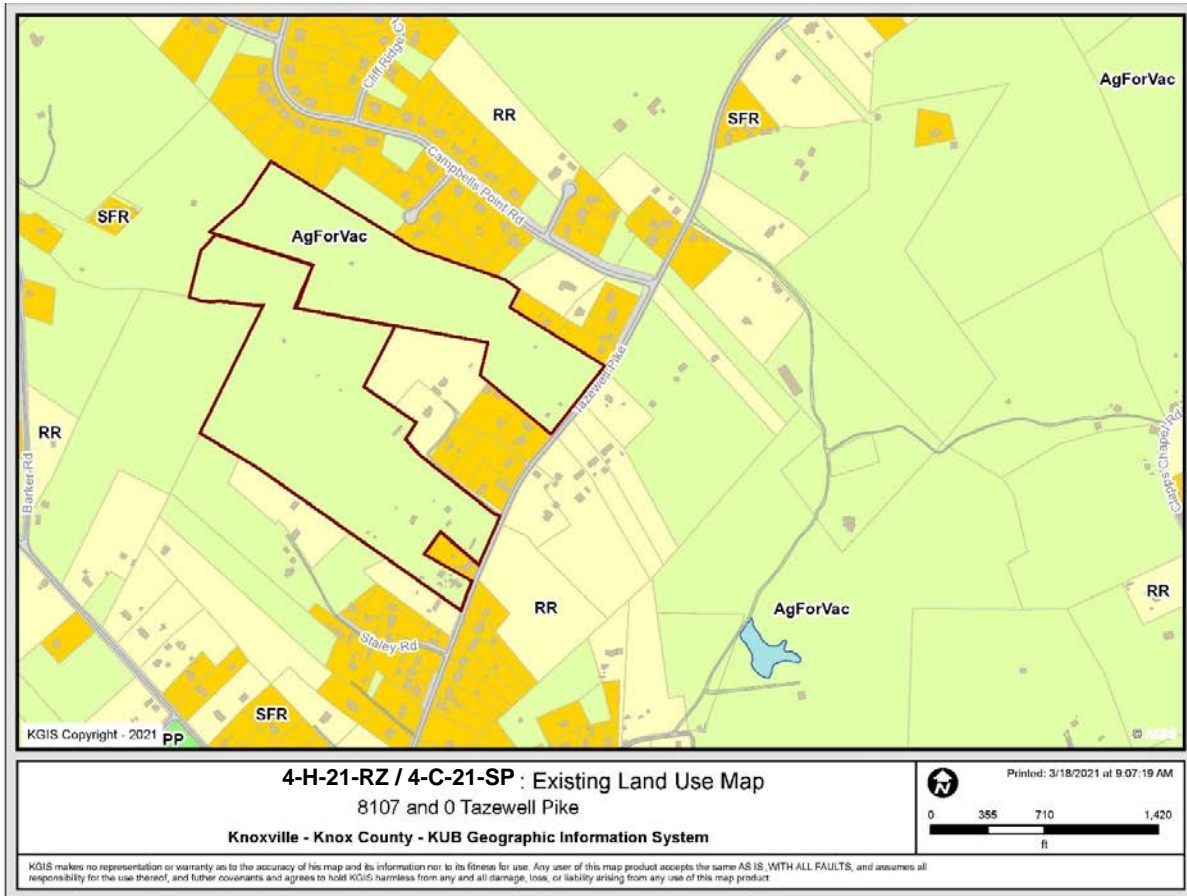 Cliff Ridge
RR
AgForVac
SFR
Campbells Point Rd
SFR
AgForVac
Tazewell Pike
RR
Barker Rd
Clapps Chapel Rd
RR
AgForVac
RR
Staley Rd
SFR
KGIS Copyright - 2021
PP
©
4-H-21-RZ / 4-C-21-SP : Existing Land Use Map
8107 and 0 Tazewell Pike
Knoxville - Knox County - KUB Geographic Information System
N
Printed: 3/18/2021 at 9:07:19 AM
0 355 710 1,420
ft
KGIS makes no representation or warranty as to the accuracy of his map and its information nor to its fitness for use. Any user of this map product accepts the same AS IS ,WITH ALL FAULTS, and assumes all
responsibility for the use thereof, and futher covenants and agrees to hold KGIS harmless from any and all damage, loss, or liability arising from any use of this map product.